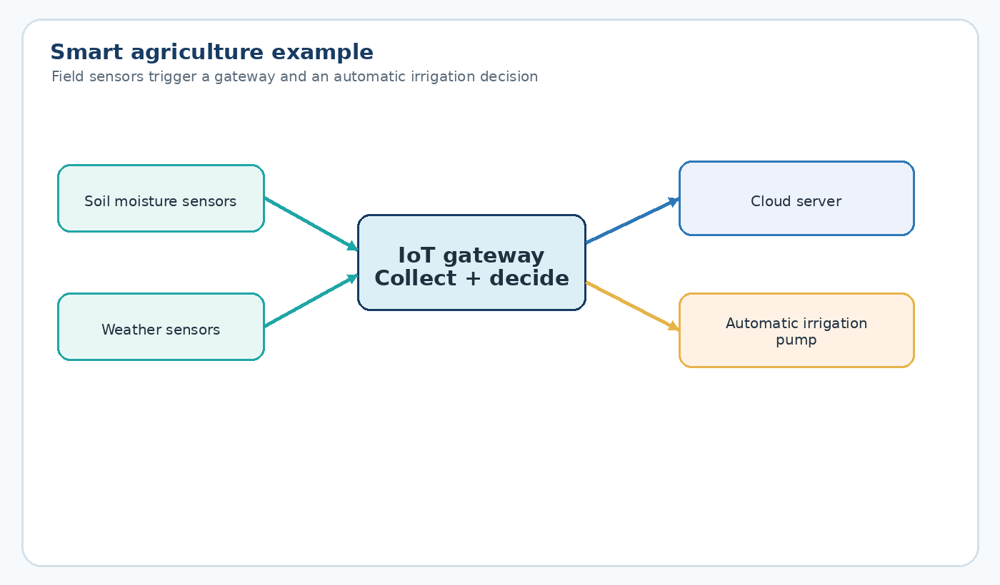 Smart agriculture example
Field sensors trigger a gateway and an automatic irrigation decision
Soil moisture sensors
Weather sensors
IoT gateway
Collect + decide
Cloud server
Automatic irrigation
pump